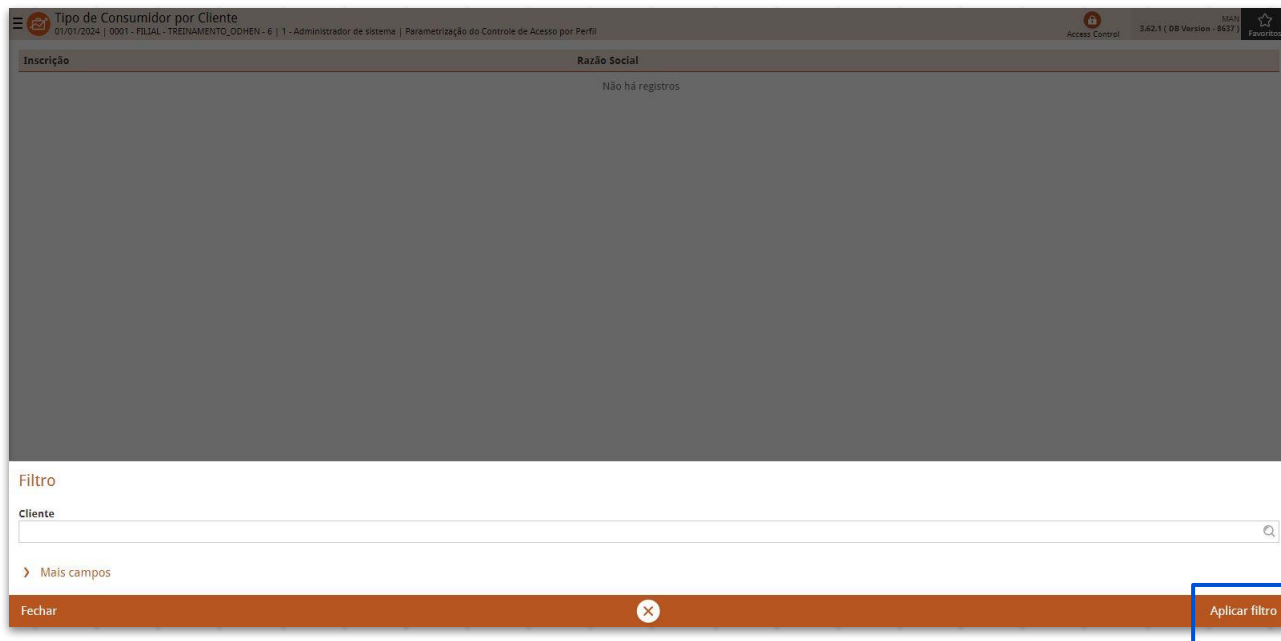 Tipo de Consumidor por Cliente
01/01/2024 | 0001 - FILIAL - TREINAMENTO_ODHEN - 6 | 1 - Administrador de sistema | Parametrização do Controle de Acesso por Perfil
Access Control
MAN
3.62.1 ( DB Version - 8637 )
Favoritos
Inscrição Razão Social
Não há registros
Filtro
Cliente
Mais campos
Fechar Aplicar filtro